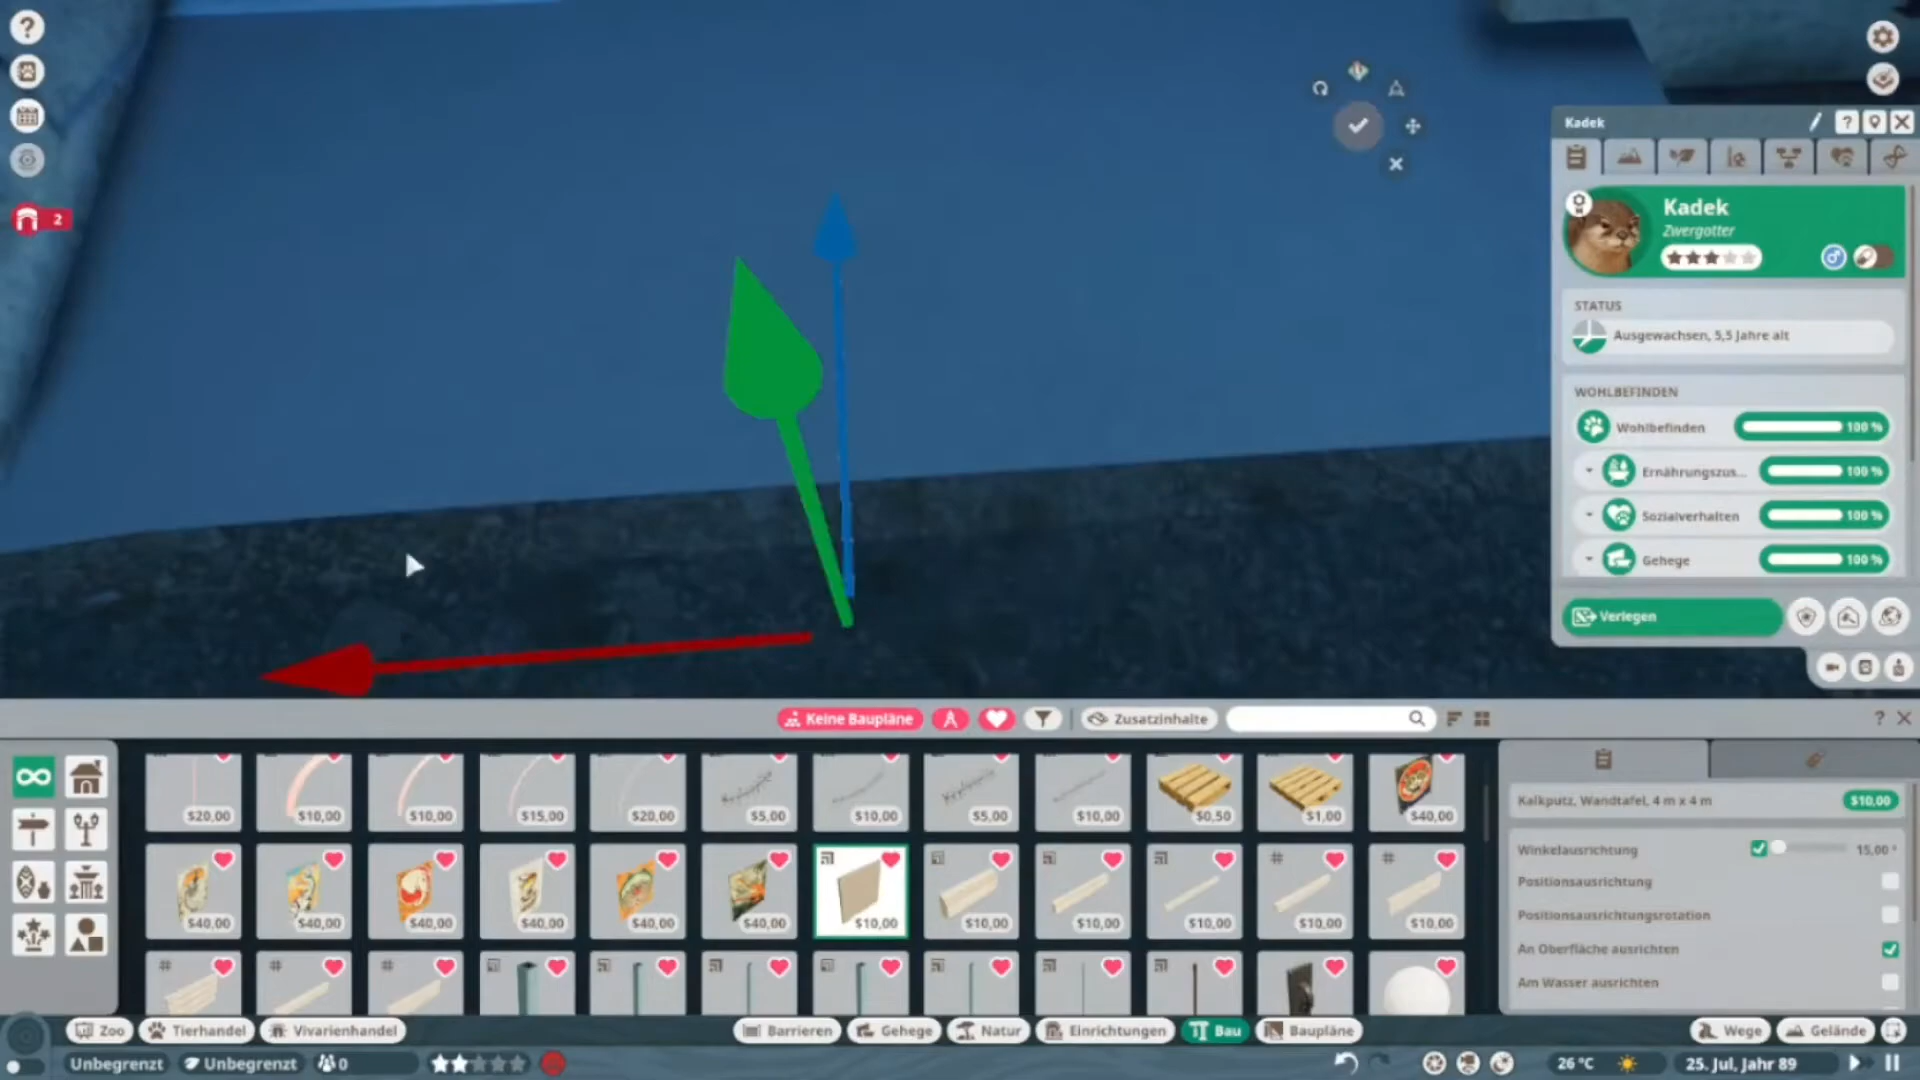 ?
2
Kadek
?
Kadek
Zwergotter
STATUS
Ausgewachsen, 5,5 Jahre alt
WOHLBEFINDEN
Wohlbefinden 100 %
Ernährungszus... 100 %
Sozialverhalten 100 %
Gehege 100 %
Verlegen
Keine Baupläne
Zusatzinhalte
?
$20,00 $10,00 $10,00 $15,00 $20,00 $5,00 $10,00 $5,00 $10,00 $0,50 $1,00 $40,00
$40,00 $40,00 $40,00 $40,00 $40,00 $40,00 $10,00 $10,00 $10,00 $10,00 $10,00 $10,00
Kalkputz, Wandtafel, 4 m x 4 m $10,00
Winkelausrichtung 15,00 °
Positionsausrichtung
Positionsausrichtungsrotation
An Oberfläche ausrichten
Am Wasser ausrichten
Zoo Tierhandel Vivarienhandel Barrieren Gehege Natur Einrichtungen Bau Baupläne Wege Gelände
Unbegrenzt Unbegrenzt 0 26 °C 25. Jul, Jahr 89